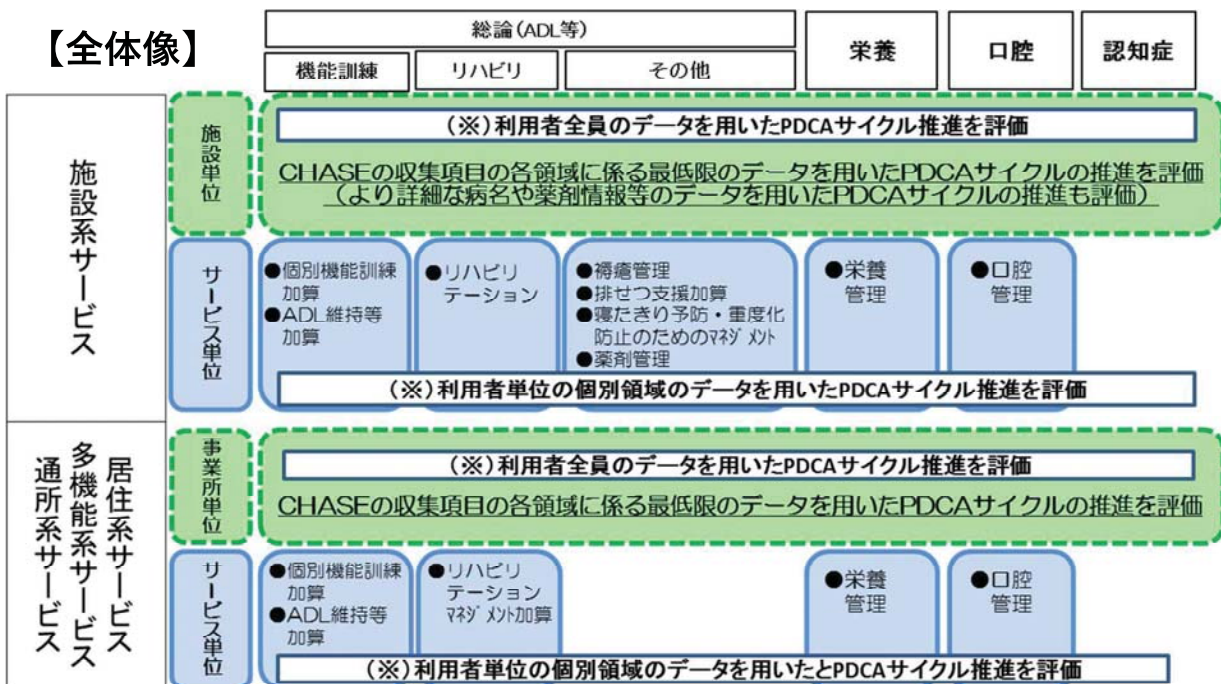 【全体像】
総論(ADL等)
機能訓練
リハビリ
その他
栄養
口腔
認知症
施設系サービス
施設単位
(※)利用者全員のデータを用いたPDCAサイクル推進を評価
CHASEの収集項目の各領域に係る最低限のデータを用いたPDCAサイクルの推進を評価
(より詳細な病名や薬剤情報等のデータを用いたPDCAサイクルの推進も評価)
サービス単位
●個別機能訓練
加算
●ADL維持等
加算
●リハビリ
テーション
●褥瘡管理
●排せつ支援加算
●寝たきり予防・重度化
防止のためのマネジメント
●薬剤管理
●栄養
管理
●口腔
管理
(※)利用者単位の個別領域のデータを用いたPDCAサイクル推進を評価
居住系サービス
多機能系サービス
通所系サービス
事業所単位
(※)利用者全員のデータを用いたPDCAサイクル推進を評価
CHASEの収集項目の各領域に係る最低限のデータを用いたPDCAサイクルの推進を評価
サービス単位
●個別機能訓練
加算
●ADL維持等
加算
●リハビリ
テーション
マネジメント加算
●栄養
管理
●口腔
管理
(※)利用者単位の個別領域のデータを用いたとPDCAサイクル推進を評価